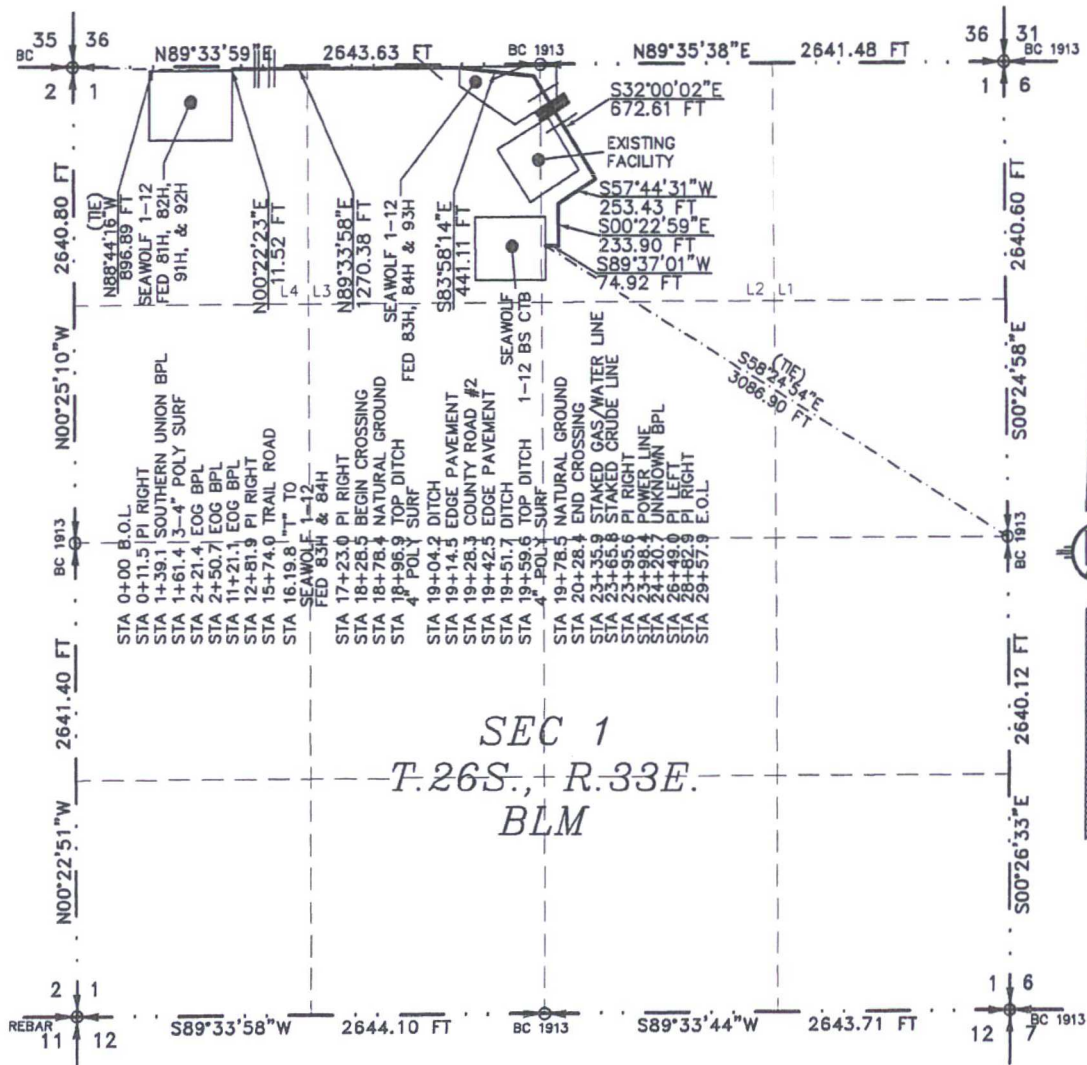 35 36
BC
2 1
N89°33'59"E 2643.63 FT
BC 1913
N89°35'38"E 2641.48 FT
36 31
BC 1913
1 6
S32°00'02"E
672.61 FT
EXISTING
FACILITY
S57°44'31"W
253.43 FT
S00°22'59"E
233.90 FT
S89°37'01"W
74.92 FT
2640.80 FT
N00°25'10"W
(TIE)
N88°44'16"W
896.89 FT
SEAWOLF 1-12
FED 81H, 82H,
91H, & 92H
N00°22'23"E
11.52 FT
L4 L3
N89°33'58"E
1270.38 FT
SEAWOLF 1-12
FED 83H, 84H & 93H
S83°58'14"E
441.11 FT
SEAWOLF
1-12 BS CTB
L2 L1
2640.60 FT
S00°24'58"E
(TIE)
S58°24'54"E
3086.90 FT
STA 0+00 B.O.L.
STA 0+11.5 PI RIGHT
STA 1+39.1 SOUTHERN UNION BPL
STA 1+61.4 3-4" POLY SURF
STA 2+21.4 EOG BPL
STA 2+50.7 EOG BPL
STA 11+21.1 EOG BPL
STA 12+81.9 PI RIGHT
STA 15+74.0 TRAIL ROAD
STA 16.19.8 "T" TO
SEAWOLF 1-12
FED 83H & 84H
STA 17+23.0 PI RIGHT
STA 18+28.5 BEGIN CROSSING
STA 18+78.4 NATURAL GROUND
STA 18+96.9 TOP DITCH
4" POLY SURF
STA 19+04.2 DITCH
STA 19+14.5 EDGE PAVEMENT
STA 19+28.3 COUNTY ROAD #2
STA 19+42.5 EDGE PAVEMENT
STA 19+51.7 DITCH
STA 19+59.6 TOP DITCH
4" POLY SURF
STA 19+78.5 NATURAL GROUND
STA 20+28.4 END CROSSING
STA 23+35.9 STAKED GAS/WATER LINE
STA 23+65.8 STAKED CRUDE LINE
STA 23+95.6 PI RIGHT
STA 23+98.4 POWER LINE
STA 24+20.7 UNKNOWN BPL
STA 26+49.0 PI LEFT
STA 28+82.9 PI RIGHT
STA 29+57.9 E.O.L.
BC 1913
BC 1913
2641.40 FT
N00°22'51"W
2640.12 FT
S00°26'33"E
SEC 1
T.26S., R.33E.
BLM
2 1
REBAR
11 12
S89°33'58"W 2644.10 FT
BC 1913
S89°33'44"W 2643.71 FT
1 6
BC 1913
12 7